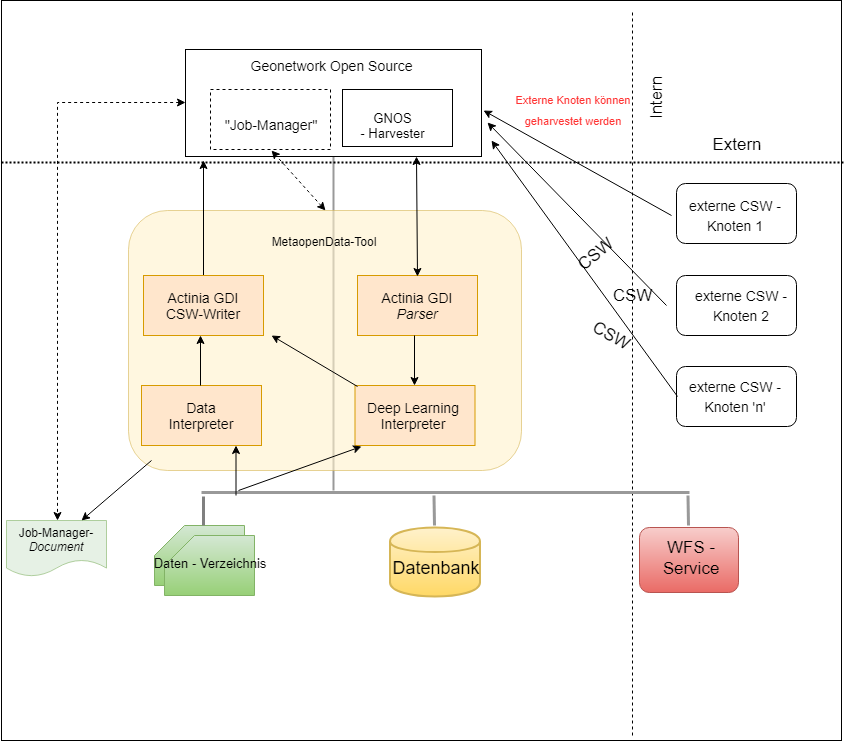 Geonetwork Open Source
"Job-Manager"
GNOS
- Harvester
Externe Knoten können
geharvestet werden
Intern
Extern
externe CSW -
Knoten 1
externe CSW -
Knoten 2
externe CSW -
Knoten 'n'
CSW
CSW
CSW
MetaopenData-Tool
Actinia GDI
CSW-Writer
Actinia GDI
Parser
Data
Interpreter
Deep Learning
Interpreter
Job-Manager-
Document
Daten - Verzeichnis
Datenbank
WFS -
Service